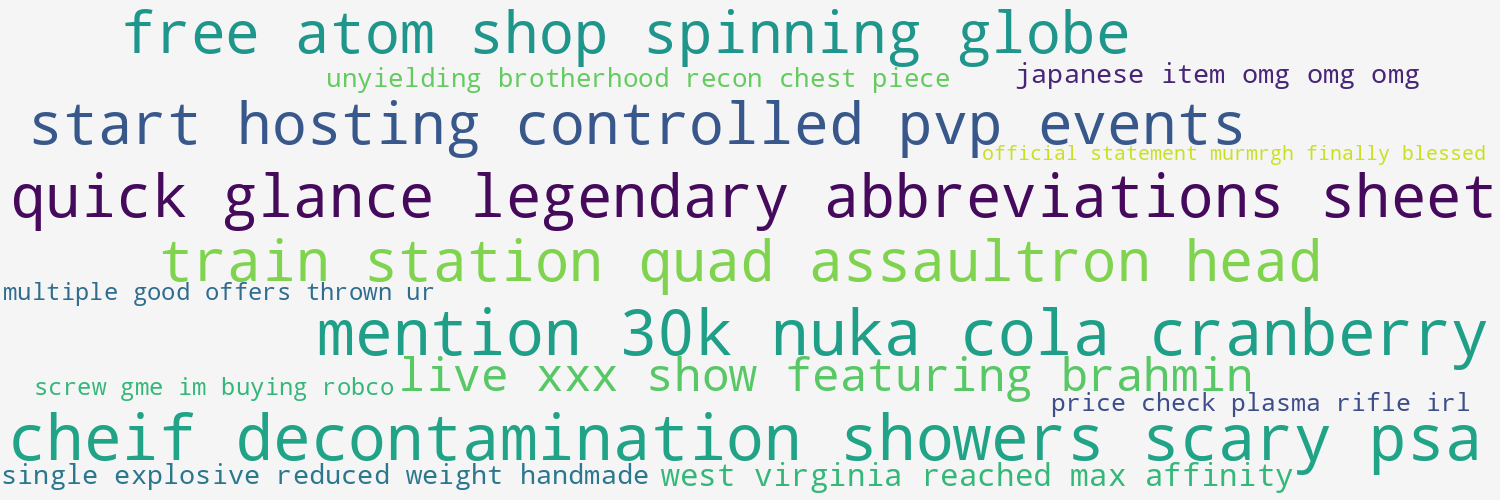 free atom shop spinning globe
unyielding brotherhood recon chest piece
japanese item omg omg omg
start hosting controlled pvp events
official statement murmrgh finally blessed
quick glance legendary abbreviations sheet
train station quad assaultron head
multiple good offers thrown ur
mention 30k nuka cola cranberry
live xxx show featuring brahmin
screw gme im buying robco
price check plasma rifle irl
cheif decontamination showers scary psa
single explosive reduced weight handmade
west virginia reached max affinity